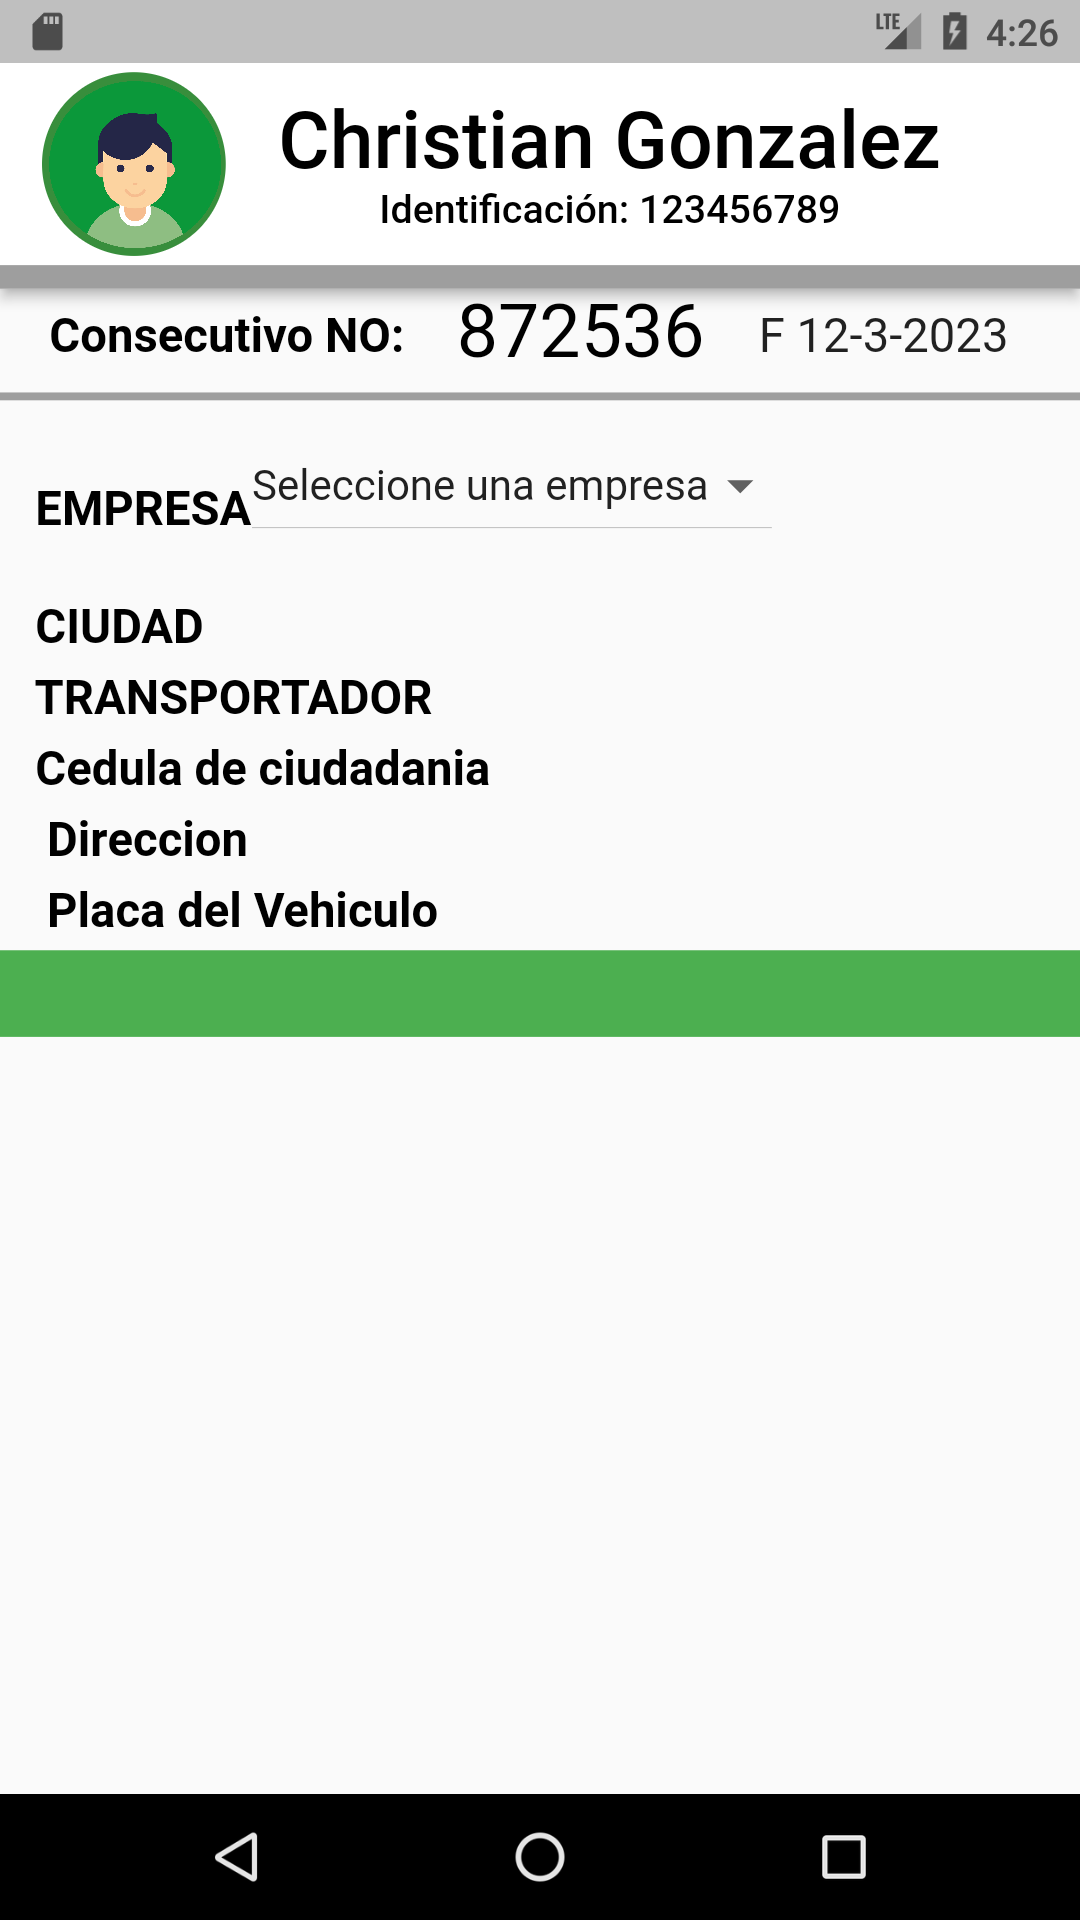 LTE 4:26
Christian Gonzalez
Identificación: 123456789
Consecutivo NO: 872536 F 12-3-2023
EMPRESA Seleccione una empresa
CIUDAD
TRANSPORTADOR
Cedula de ciudadania
Direccion
Placa del Vehiculo